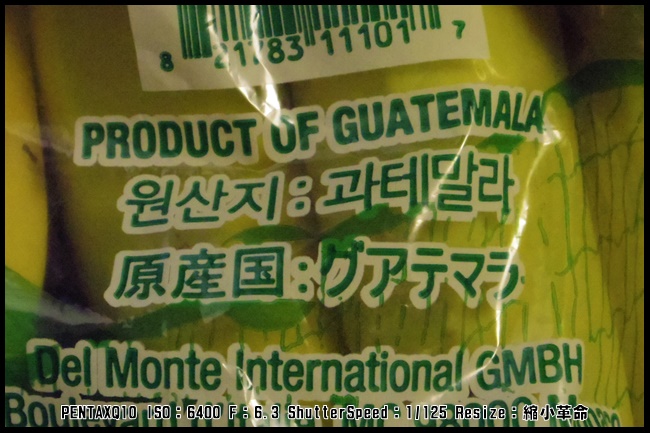 8 21783 11101 7
PRODUCT OF GUATEMALA
원산지:과테말라
原産国:グアテマラ
Del Monte International GMBH
PENTAXQ10 ISO:6400 F:6.3 ShutterSpeed:1/125 Resize:縮小革命